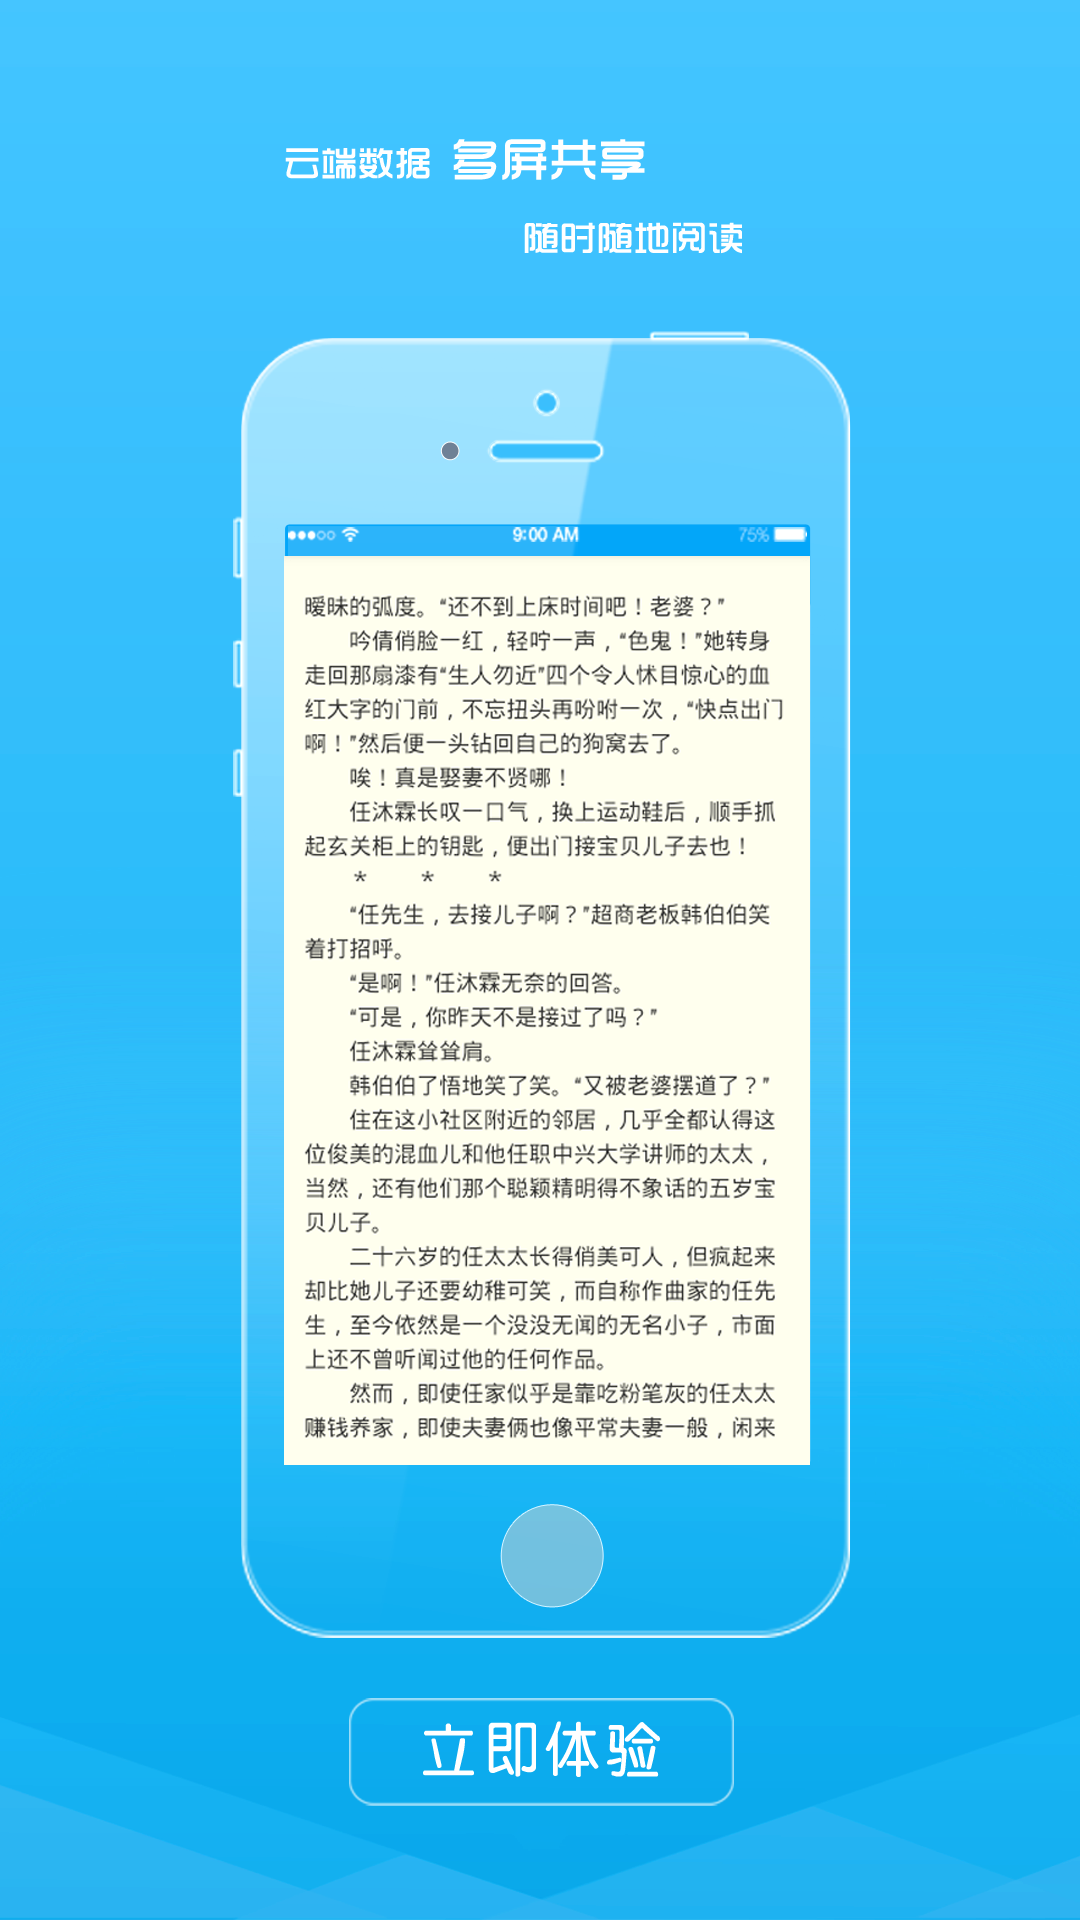 云端数据 多屏共享
随时随地阅读
9:00 AM 75%
暧昧的弧度。“还不到上床时间吧！老婆？”
吟倩俏脸一红，轻咛一声，“色鬼！”她转身
走回那扇漆有“生人勿近”四个令人怵目惊心的血
红大字的门前，不忘扭头再吩咐一次，“快点出门
啊！”然后便一头钻回自己的狗窝去了。
唉！真是娶妻不贤哪！
任沐霖长叹一口气，换上运动鞋后，顺手抓
起玄关柜上的钥匙，便出门接宝贝儿子去也！
* * *
“任先生，去接儿子啊？”超商老板韩伯伯笑
着打招呼。
“是啊！”任沐霖无奈的回答。
“可是，你昨天不是接过了吗？”
任沐霖耸耸肩。
韩伯伯了悟地笑了笑。“又被老婆摆道了？”
住在这小社区附近的邻居，几乎全都认得这
位俊美的混血儿和他任职中兴大学讲师的太太，
当然，还有他们那个聪颖精明得不象话的五岁宝
贝儿子。
二十六岁的任太太长得俏美可人，但疯起来
却比她儿子还要幼稚可笑，而自称作曲家的任先
生，至今依然是一个没没无闻的无名小子，市面
上还不曾听闻过他的任何作品。
然而，即使任家似乎是靠吃粉笔灰的任太太
赚钱养家，即使夫妻俩也像平常夫妻一般，闲来
立即体验